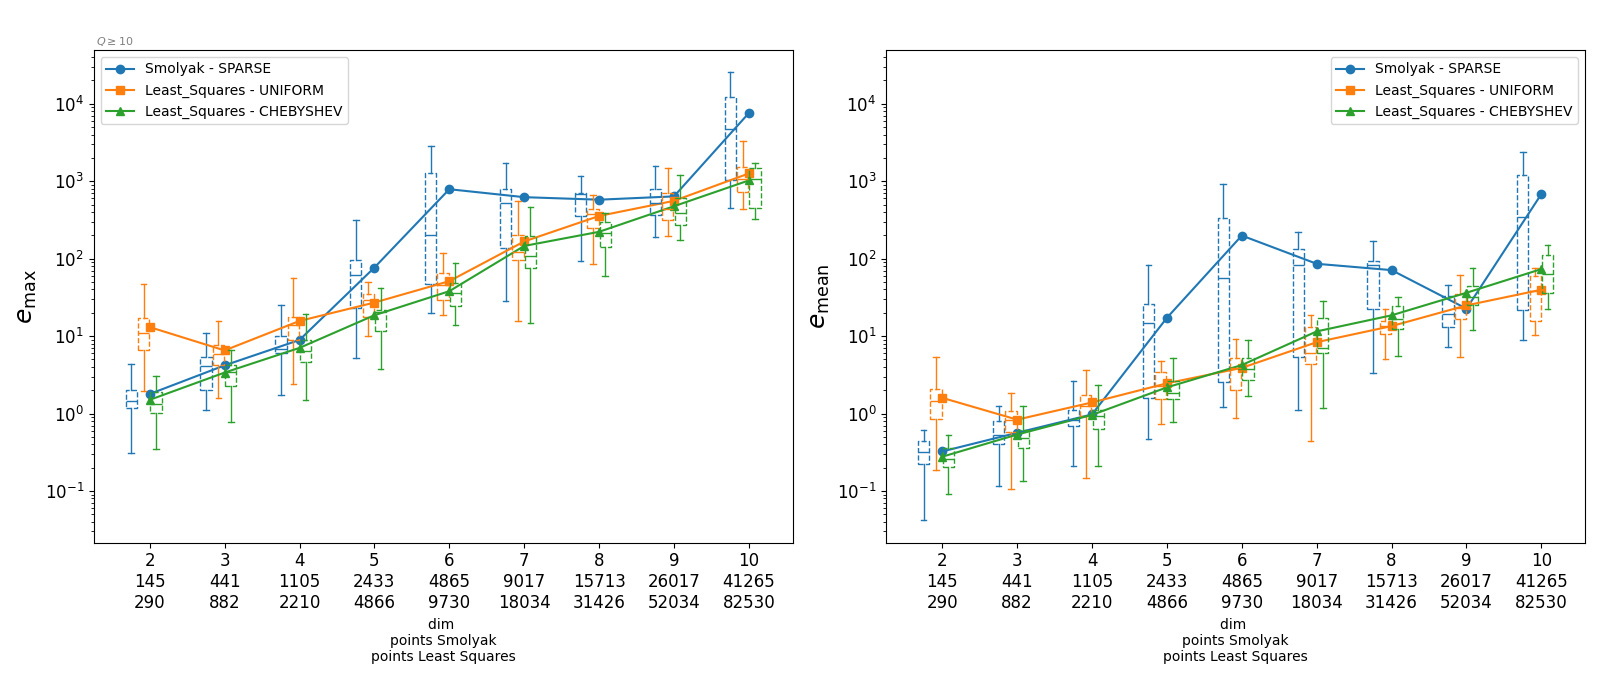 Q ≥ 10
Smolyak - SPARSE
Least_Squares - UNIFORM
Least_Squares - CHEBYSHEV
10^4
10^3
10^2
10^1
10^0
10^-1
e_max
2 3 4 5 6 7 8 9 10
145 441 1105 2433 4865 9017 15713 26017 41265
290 882 2210 4866 9730 18034 31426 52034 82530
dim
points Smolyak
points Least Squares
Smolyak - SPARSE
Least_Squares - UNIFORM
Least_Squares - CHEBYSHEV
10^4
10^3
10^2
10^1
10^0
10^-1
e_mean
2 3 4 5 6 7 8 9 10
145 441 1105 2433 4865 9017 15713 26017 41265
290 882 2210 4866 9730 18034 31426 52034 82530
dim
points Smolyak
points Least Squares